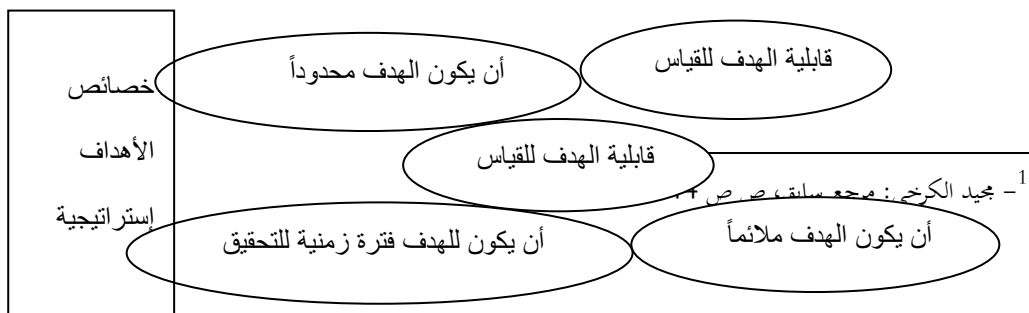 قابلية الهدف للقياس
أن يكون الهدف محدوداً
خصائص
الأهداف
إستراتيجية
قابلية الهدف للقياس
1- مجيد الكرخي: مرجع سابق، ص ص
أن يكون الهدف ملائماً
أن يكون للهدف فترة زمنية للتحقيق